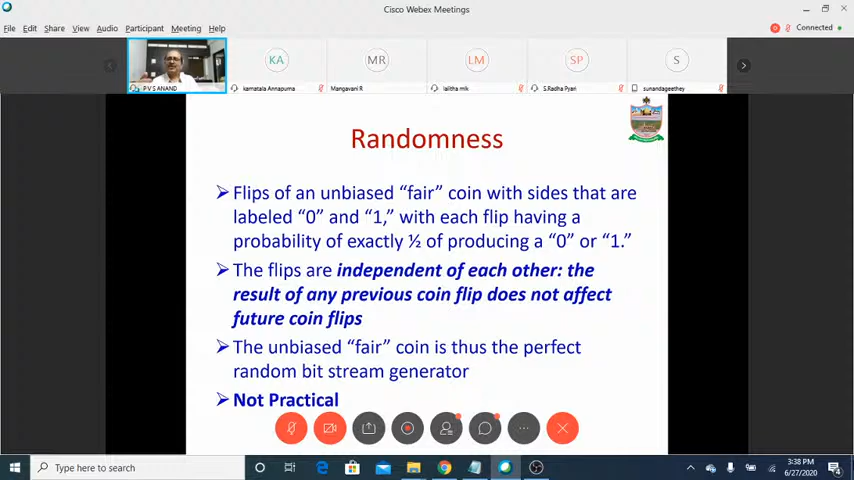 Cisco Webex Meetings
File Edit Share View Audio Participant Meeting Help
Connected
KA
MR
LM
SP
S
P V S ANAND
kamatala Annapurna
Mangavani R
lalitha mlk
S.Radha Pyari
sunandageethey
Randomness
Flips of an unbiased “fair” coin with sides that are
labeled “0” and “1,” with each flip having a
probability of exactly ½ of producing a “0” or “1.”
The flips are independent of each other: the
result of any previous coin flip does not affect
future coin flips
The unbiased “fair” coin is thus the perfect
random bit stream generator
Not Practical
Type here to search
3:38 PM
6/27/2020